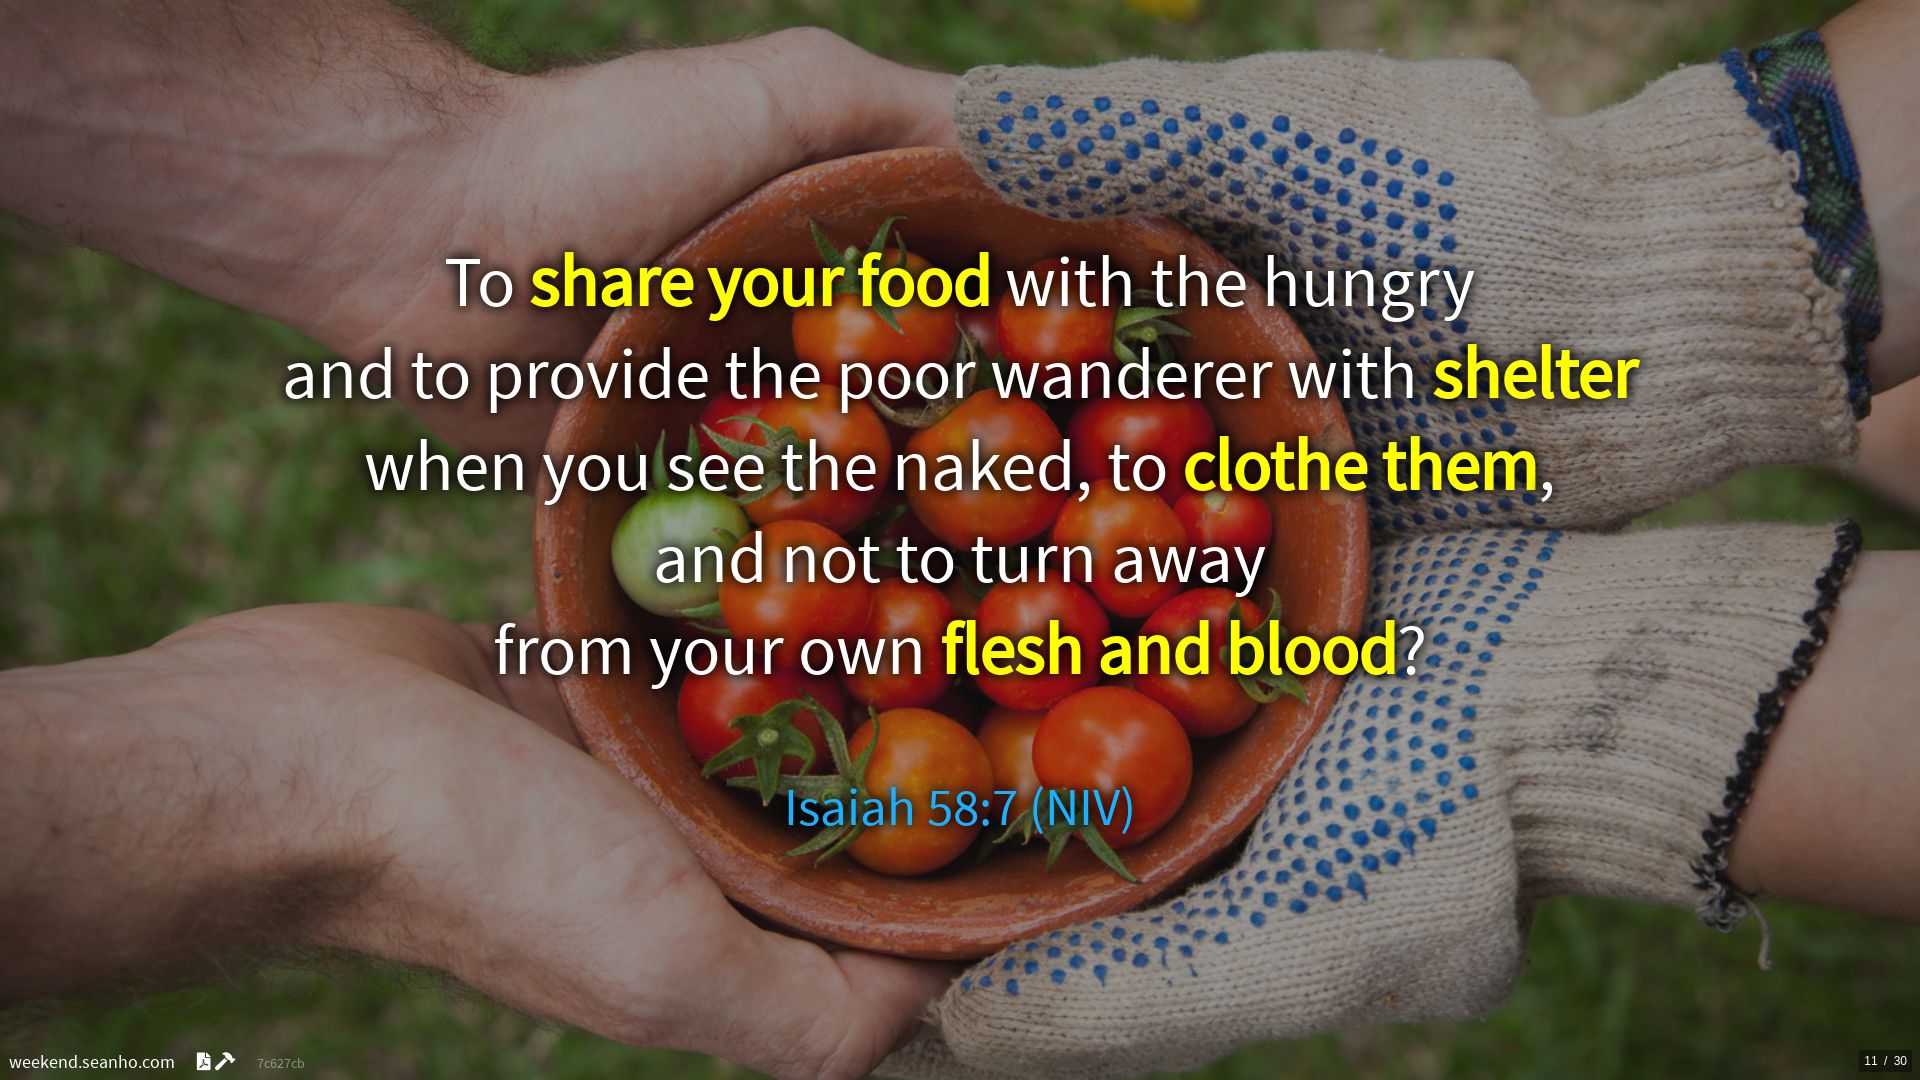 To share your food with the hungry
and to provide the poor wanderer with shelter
when you see the naked, to clothe them,
and not to turn away
from your own flesh and blood?
Isaiah 58:7 (NIV)
weekend.seanho.com 7c627cb
11 / 30